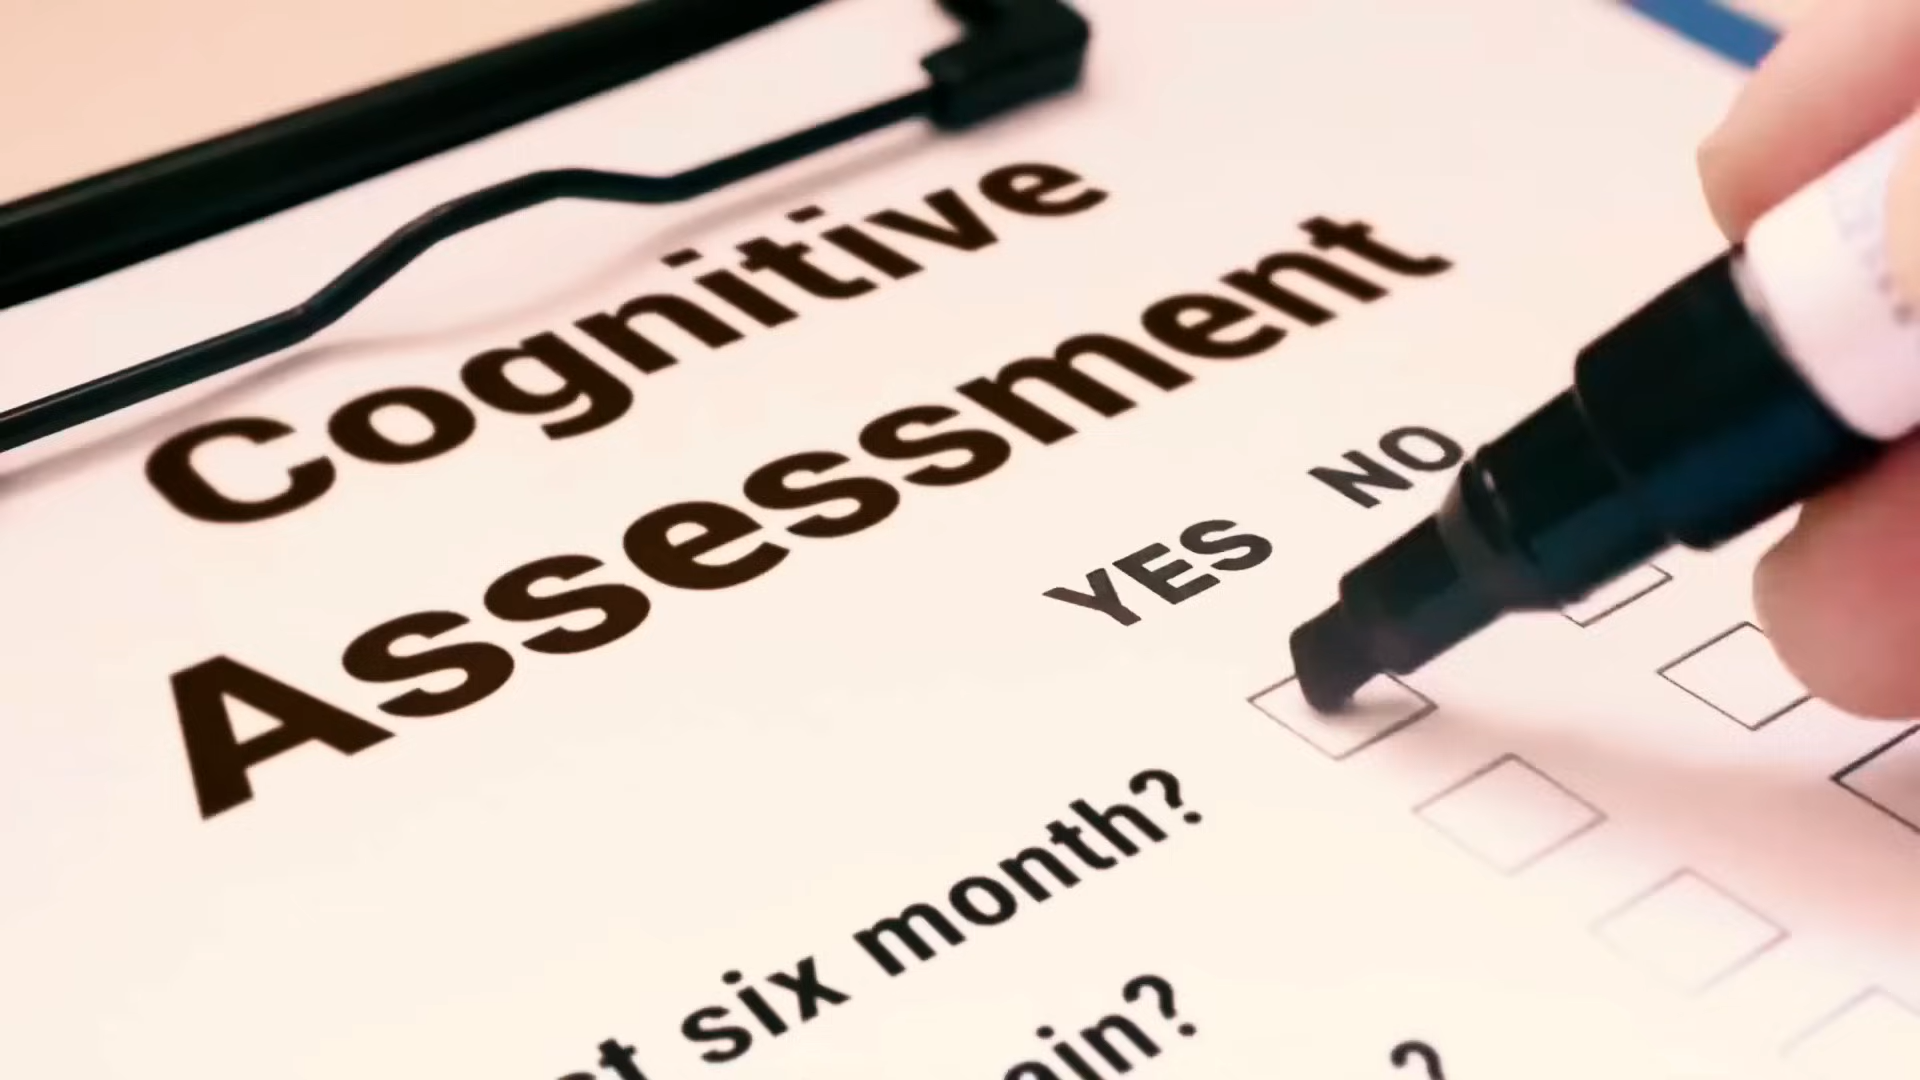 Cognitive
Assessment
YES NO
six month?
?